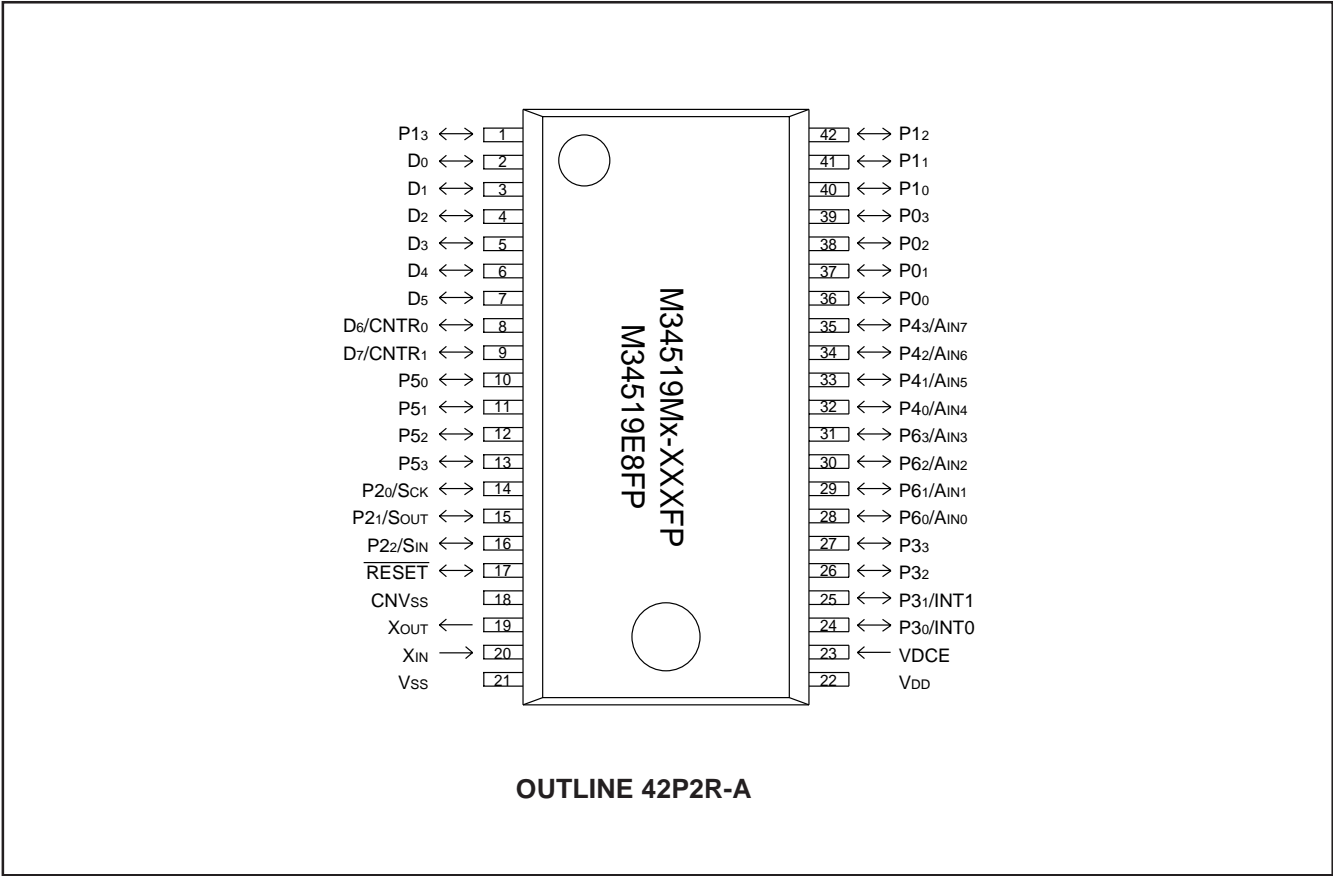 P13 1 42 P12
D0 2 41 P11
D1 3 40 P10
D2 4 39 P03
D3 5 38 P02
D4 6 37 P01
D5 7 36 P00
D6/CNTR0 8 35 P43/AIN7
D7/CNTR1 9 34 P42/AIN6
P50 10 33 P41/AIN5
P51 11 32 P40/AIN4
P52 12 31 P63/AIN3
P53 13 30 P62/AIN2
P20/SCK 14 29 P61/AIN1
P21/SOUT 15 28 P60/AIN0
P22/SIN 16 27 P33
RESET 17 26 P32
CNVSS 18 25 P31/INT1
XOUT 19 24 P30/INT0
XIN 20 23 VDCE
VSS 21 22 VDD
M34519Mx-XXXFP
M34519E8FP
OUTLINE 42P2R-A